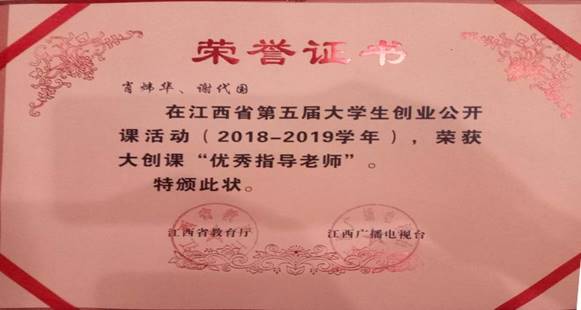 荣誉证书
肖炜华、谢代国
在江西省第五届大学生创业公开
课活动（2018-2019学年），荣获
大创课“优秀指导老师”。
特颁此状。
江西省教育厅
江西广播电视台